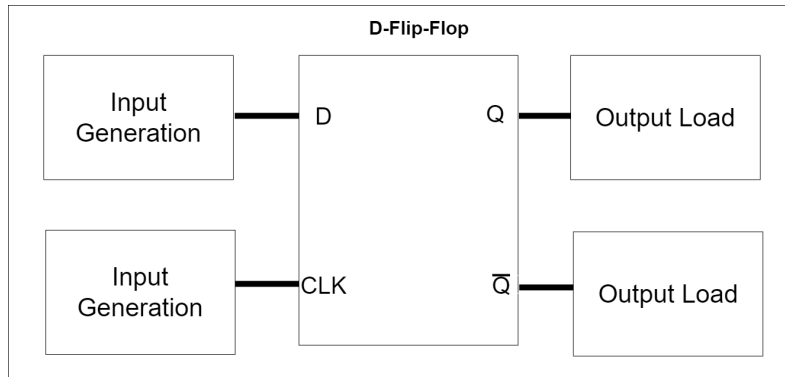 D-Flip-Flop
Input
Generation
D
Q
Output Load
Input
Generation
CLK
Q̅
Output Load